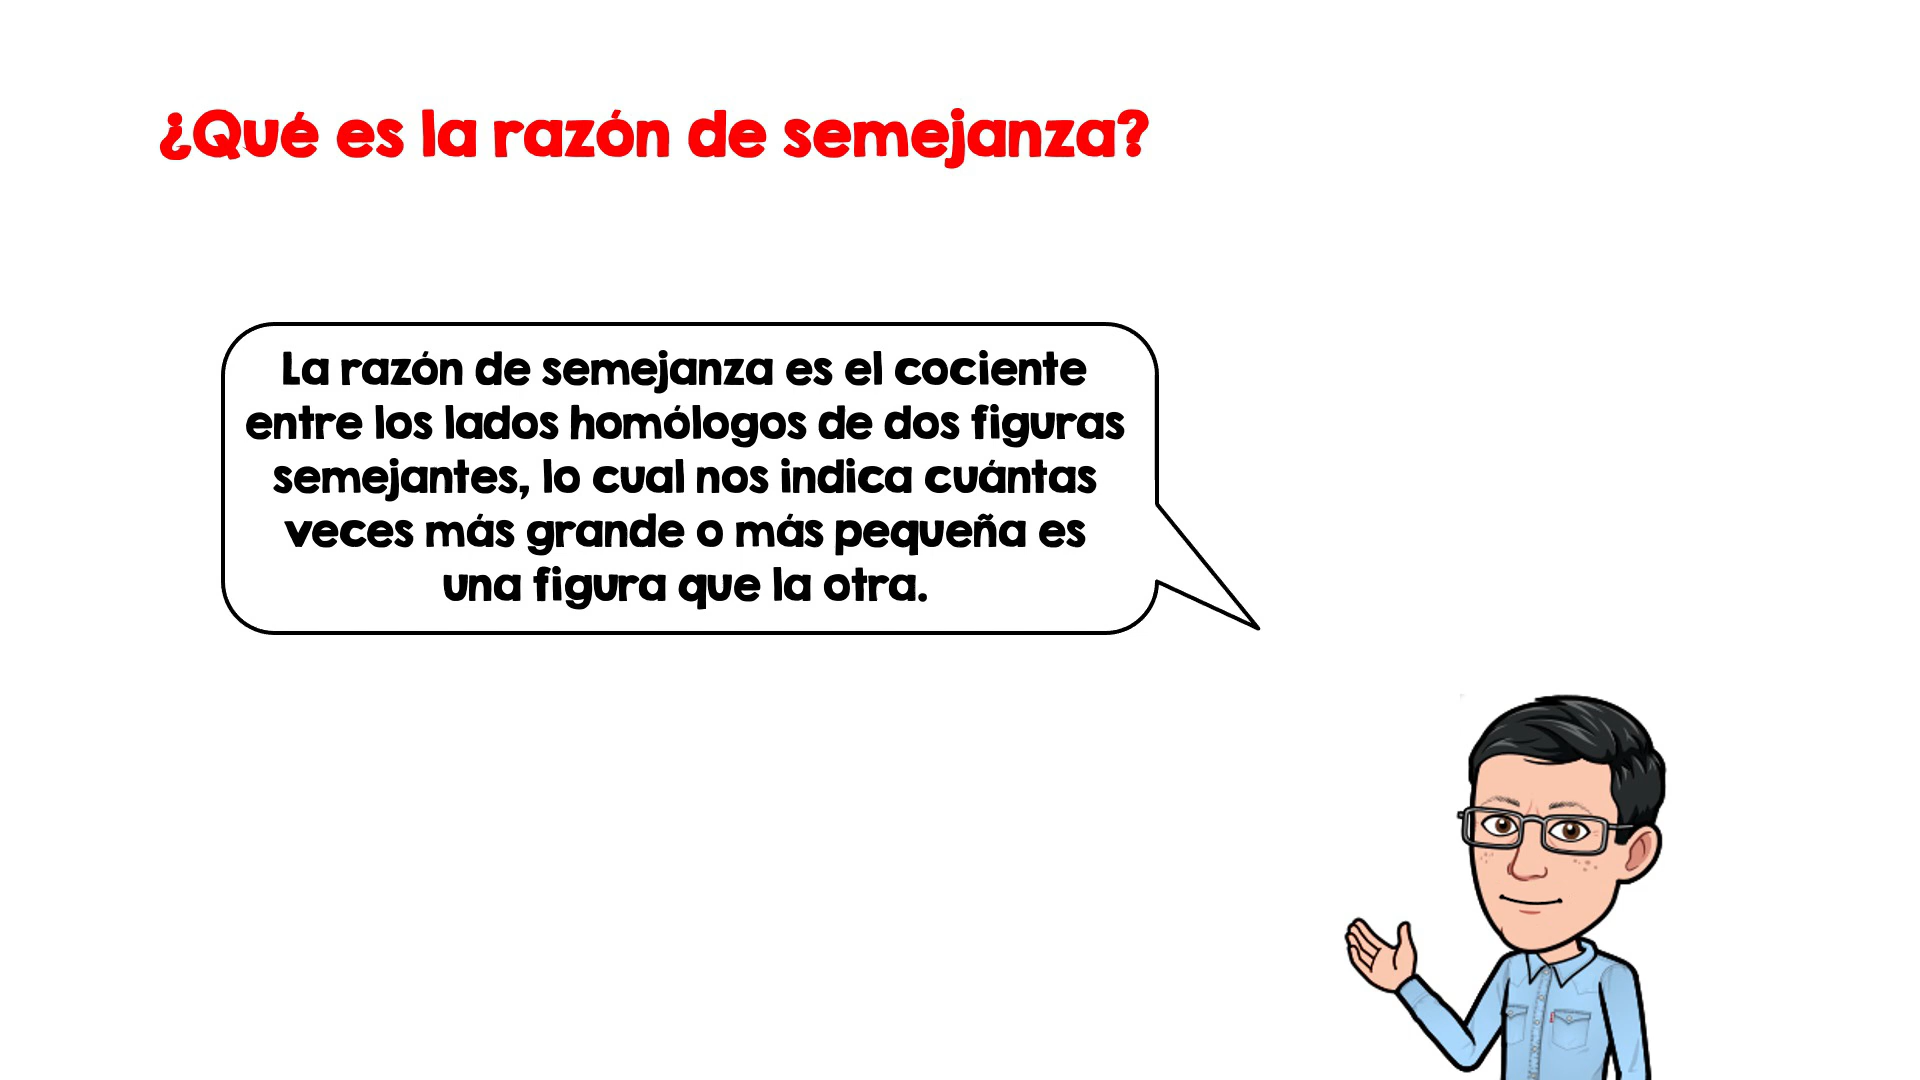 ¿Qué es la razón de semejanza?
La razón de semejanza es el cociente
entre los lados homólogos de dos figuras
semejantes, lo cual nos indica cuántas
veces más grande o más pequeña es
una figura que la otra.